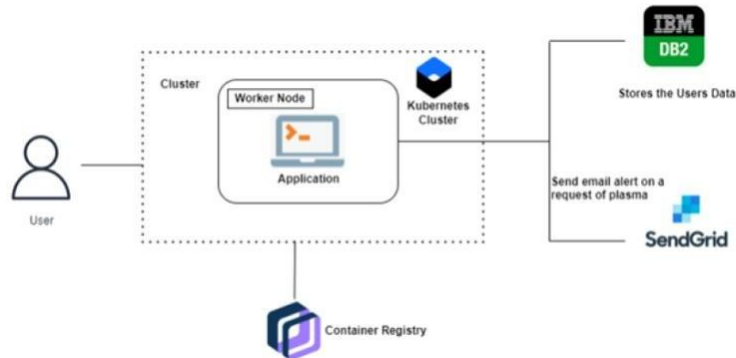 IBM
DB2
Stores the Users Data
Cluster
Worker Node
Kubernetes
Cluster
Application
User
Send email alert on a
request of plasma
SendGrid
Container Registry